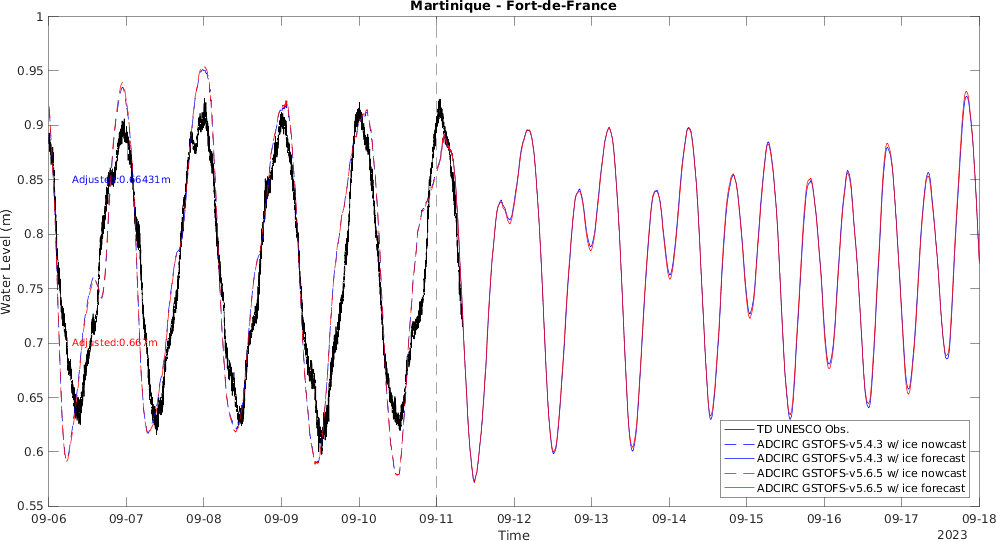 Martinique - Fort-de-France
1
0.95
0.9
0.85
0.8
0.75
0.7
0.65
0.6
0.55
Water Level (m)
Adjusted:0.66431m
Adjusted:0.667m
TD UNESCO Obs.
ADCIRC GSTOFS-v5.4.3 w/ ice nowcast
ADCIRC GSTOFS-v5.4.3 w/ ice forecast
ADCIRC GSTOFS-v5.6.5 w/ ice nowcast
ADCIRC GSTOFS-v5.6.5 w/ ice forecast
09-06 09-07 09-08 09-09 09-10 09-11 09-12 09-13 09-14 09-15 09-16 09-17 09-18
Time
2023